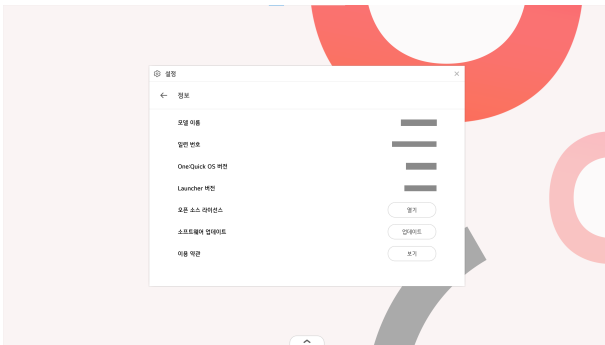 설정
정보
모델 이름
일련 번호
One:Quick OS 버전
Launcher 버전
오픈 소스 라이선스 열기
소프트웨어 업데이트 업데이트
이용 약관 보기